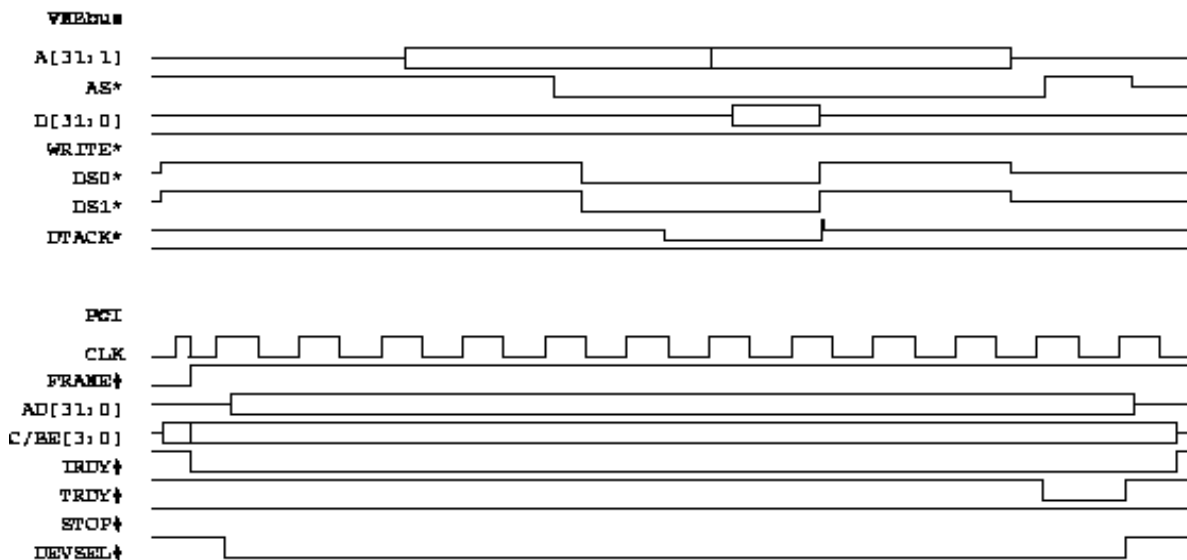 VMEbus
A[31:1]
AS*
D[31:0]
WRITE*
DS0*
DS1*
DTACK*
PCI
CLK
FRAME#
AD[31:0]
C/BE[3:0]
IRDY#
TRDY#
STOP#
DEVSEL#